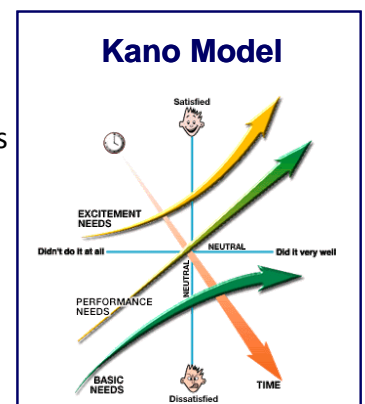 Kano Model
Satisfied
s
EXCITEMENT
NEEDS
Didn't do it at all
NEUTRAL
Did it very well
NEUTRAL
PERFORMANCE
NEEDS
BASIC
NEEDS
TIME
Dissatisfied